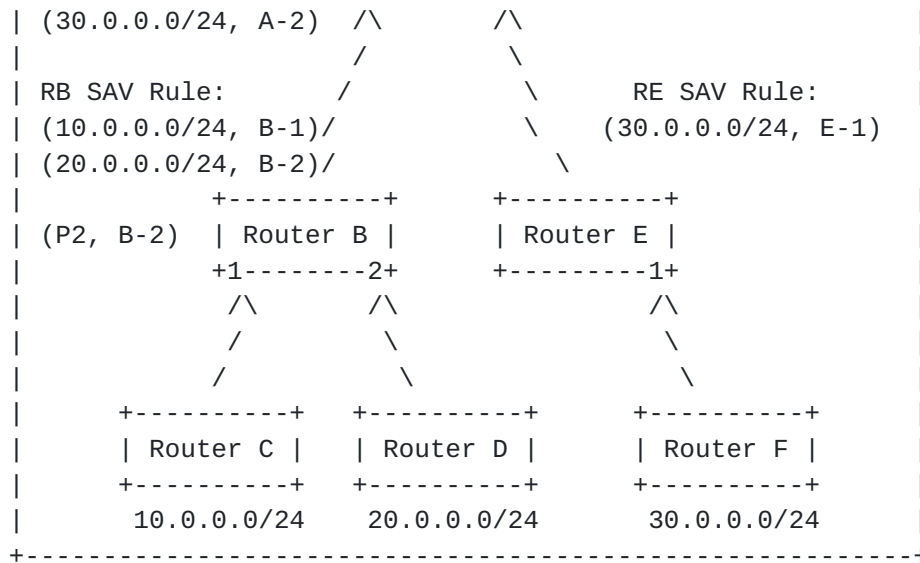 | (30.0.0.0/24, A-2)  /\      /\                          |
|                     /         \                         |
| RB SAV Rule:       /           \      RE SAV Rule:      |
| (10.0.0.0/24, B-1)/            \    (30.0.0.0/24, E-1)
| (20.0.0.0/24, B-2)/              \                      |
|            +----------+     +----------+                |
| (P2, B-2)  | Router B |     | Router E |                |
|            +1--------2+     +---------1+                |
|             /\       /\               /\                |
|             /         \                \                |
|            /           \                \               |
|      +----------+  +----------+     +----------+        |
|      | Router C |  | Router D |     | Router F |        |
|      +----------+  +----------+     +----------+        |
|       10.0.0.0/24   20.0.0.0/24      30.0.0.0/24        |
+---------------------------------------------------------+